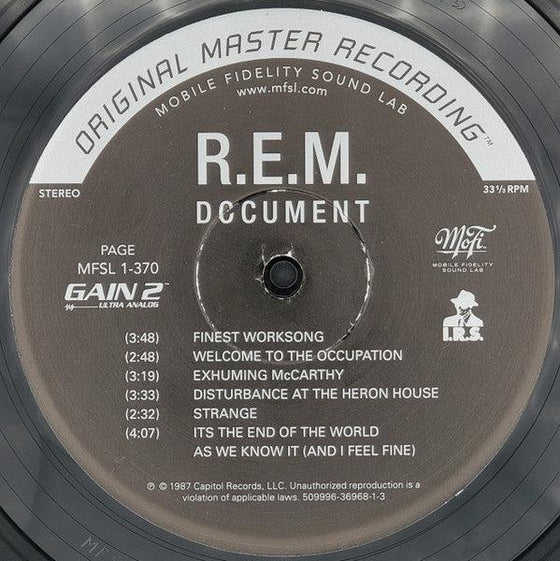 ORIGINAL MASTER RECORDING™
MOBILE FIDELITY SOUND LAB
www.mfsl.com
R.E.M.
DOCUMENT
STEREO
33 1/3 RPM
PAGE
MFSL 1-370
GAIN 2™
ULTRA ANALOG
MoFi
MOBILE FIDELITY
SOUND LAB
I.R.S.
(3:48) FINEST WORKSONG
(2:48) WELCOME TO THE OCCUPATION
(3:19) EXHUMING McCARTHY
(3:33) DISTURBANCE AT THE HERON HOUSE
(2:32) STRANGE
(4:07) ITS THE END OF THE WORLD
AS WE KNOW IT (AND I FEEL FINE)
℗ © 1987 Capitol Records, LLC. Unauthorized reproduction is a
violation of applicable laws. 509996-36968-1-3